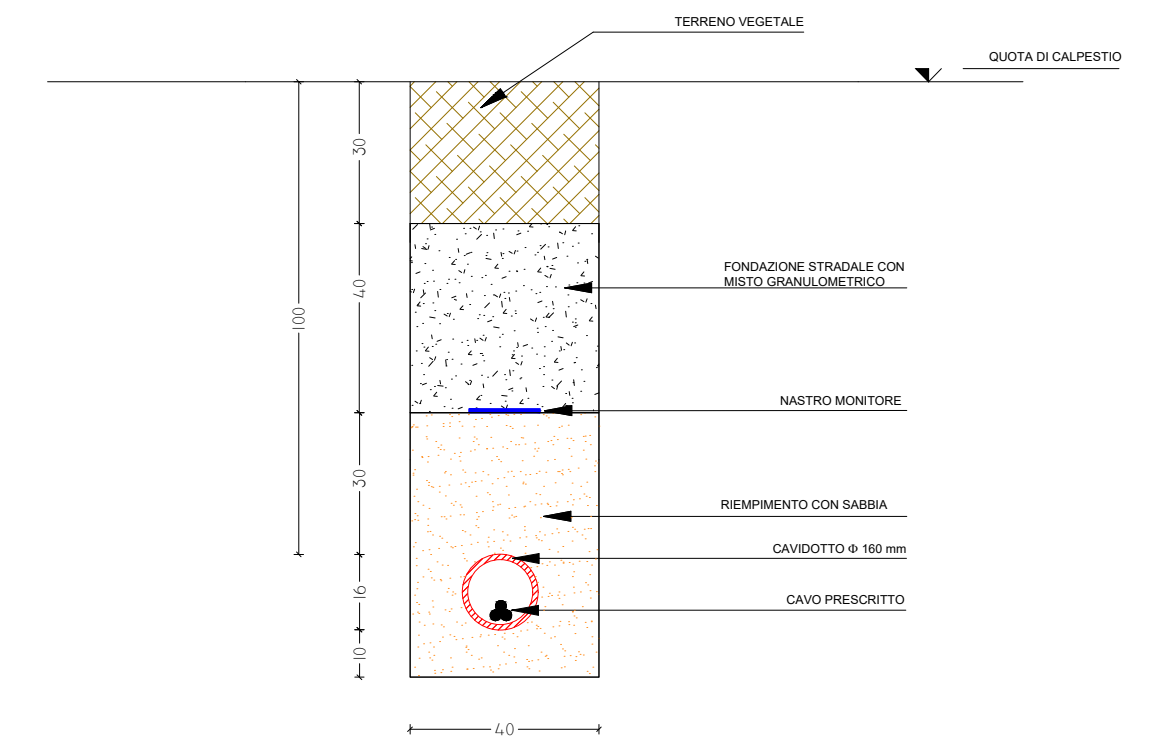 TERRENO VEGETALE
QUOTA DI CALPESTIO
30
FONDAZIONE STRADALE CON
MISTO GRANULOMETRICO
40
100
NASTRO MONITORE
30
RIEMPIMENTO CON SABBIA
CAVIDOTTO Φ 160 mm
16
CAVO PRESCRITTO
10
40